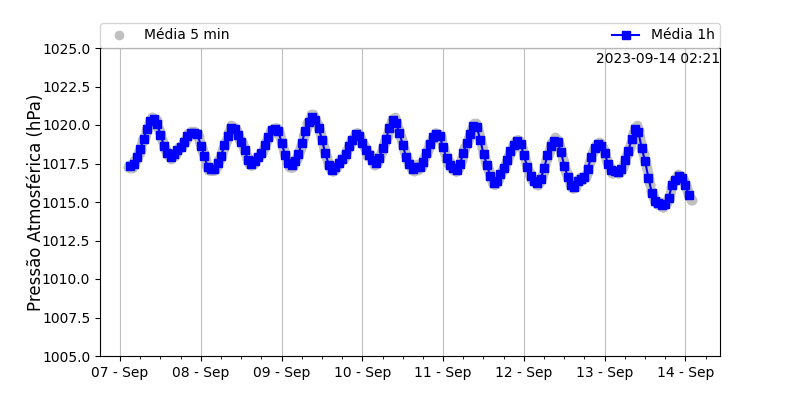 Média 5 min
Média 1h
2023-09-14 02:21
Pressão Atmosférica (hPa)
1025.0
1022.5
1020.0
1017.5
1015.0
1012.5
1010.0
1007.5
1005.0
07 - Sep
08 - Sep
09 - Sep
10 - Sep
11 - Sep
12 - Sep
13 - Sep
14 - Sep